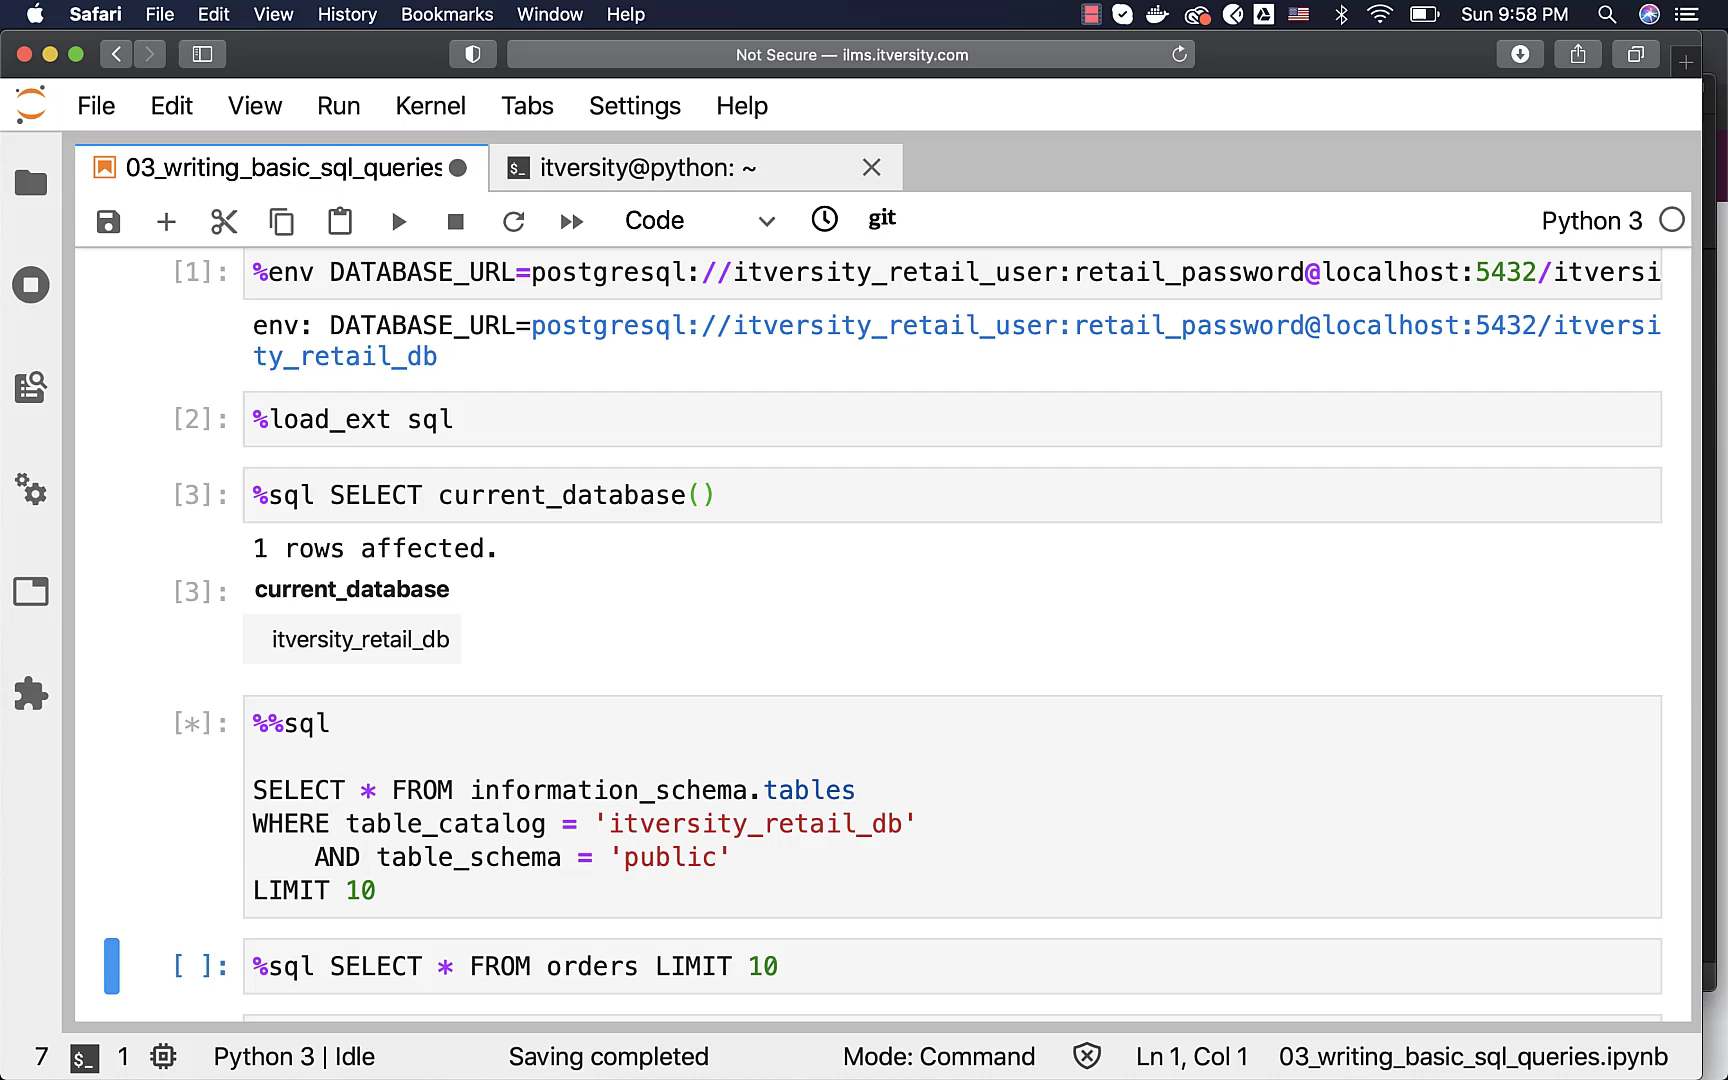 Safari File Edit View History Bookmarks Window Help Sun 9:58 PM
Not Secure — ilms.itversity.com
File Edit View Run Kernel Tabs Settings Help
03_writing_basic_sql_queries itversity@python: ~
Code git Python 3
[1]: %env DATABASE_URL=postgresql://itversity_retail_user:retail_password@localhost:5432/itversi
env: DATABASE_URL=postgresql://itversity_retail_user:retail_password@localhost:5432/itversi
ty_retail_db
[2]: %load_ext sql
[3]: %sql SELECT current_database()
1 rows affected.
[3]: current_database
itversity_retail_db
[*]: %%sql
SELECT * FROM information_schema.tables
WHERE table_catalog = 'itversity_retail_db'
AND table_schema = 'public'
LIMIT 10
[ ]: %sql SELECT * FROM orders LIMIT 10
7 $_ 1 Python 3 | Idle Saving completed Mode: Command Ln 1, Col 1 03_writing_basic_sql_queries.ipynb